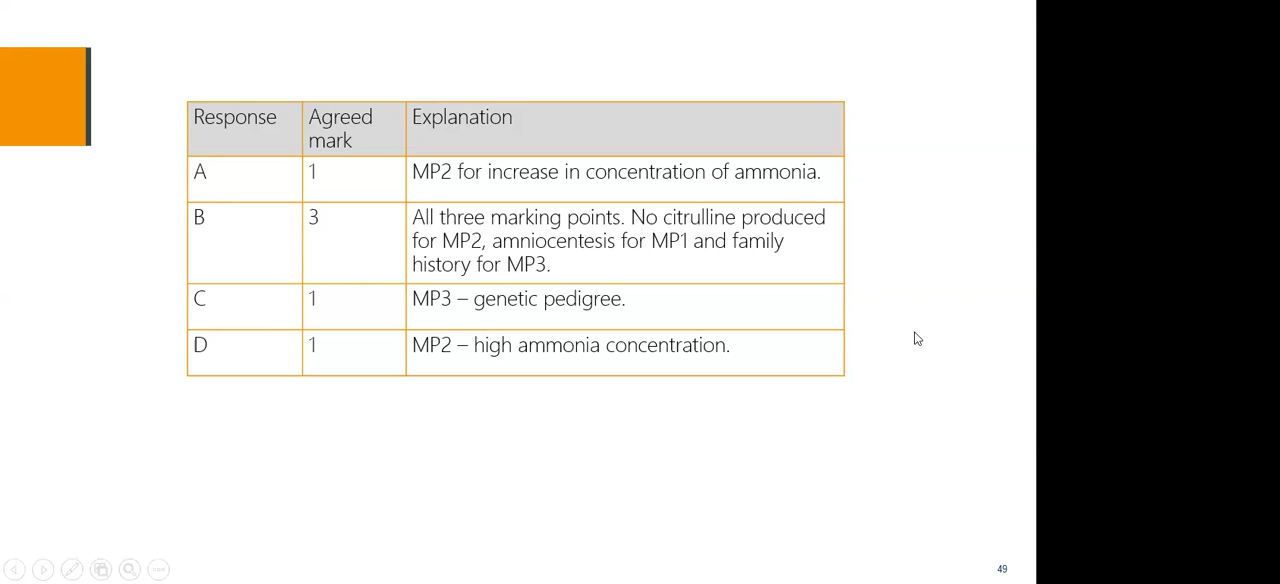 Response
Agreed
mark
Explanation
A
1
MP2 for increase in concentration of ammonia.
B
3
All three marking points. No citrulline produced
for MP2, amniocentesis for MP1 and family
history for MP3.
C
1
MP3 – genetic pedigree.
D
1
MP2 – high ammonia concentration.
49